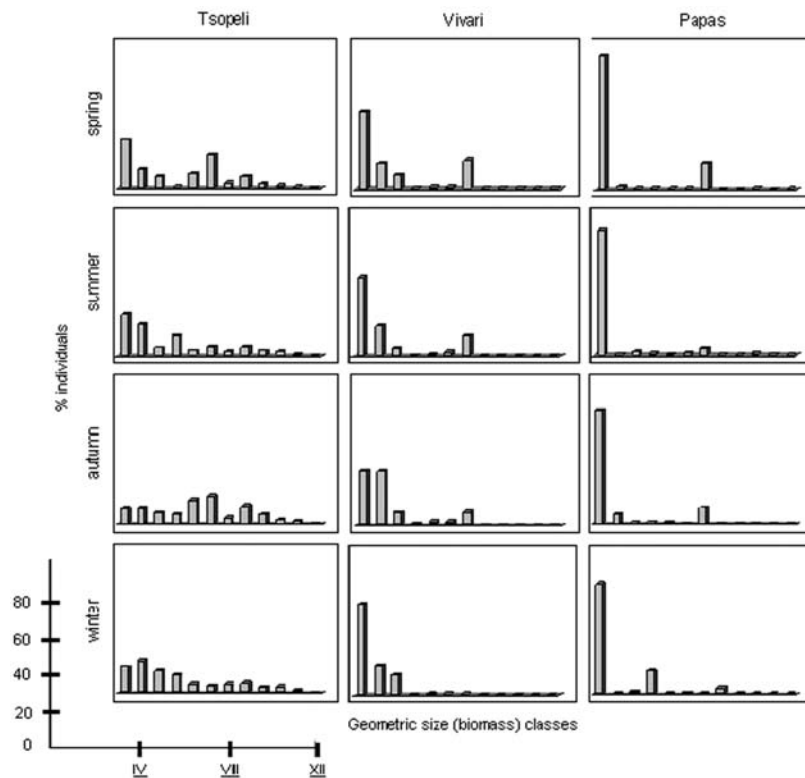 Tsopeli Vivari Papas
spring
summer
% individuals
autumn
winter
80
60
40
20
0
Geometric size (biomass) classes
IV VIII XII